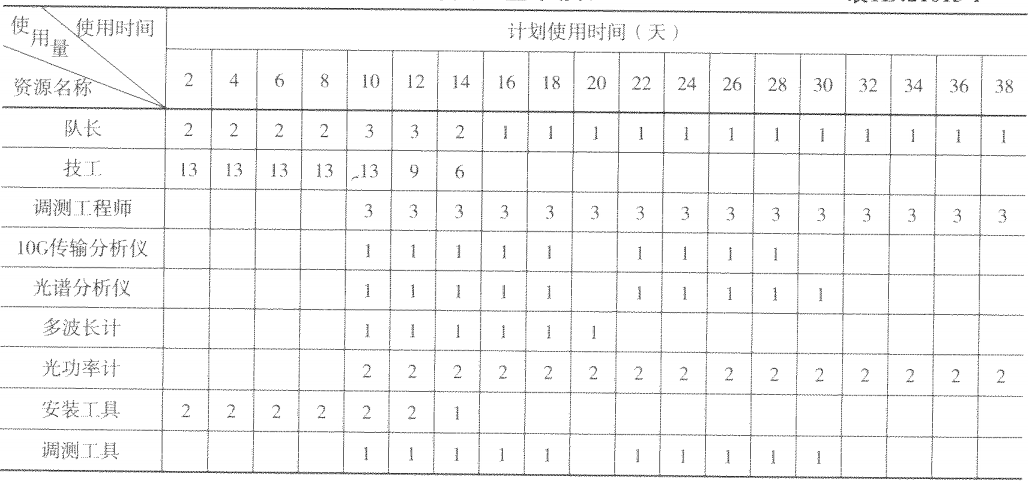 使用量 使用时间 计划使用时间（天）
资源名称 2 4 6 8 10 12 14 16 18 20 22 24 26 28 30 32 34 36 38
队长 2 2 2 2 3 3 2 1 1 1 1 1 1 1 1 1 1 1 1
技工 13 13 13 13 13 9 6
调测工程师 3 3 3 3 3 3 3 3 3 3 3 3 3 3 3
10G传输分析仪 1 1 1 1 1 1 1 1 1
光谱分析仪 1 1 1 1 1 1 1 1 1 1
多波长计 1 1 1 1 1 1
光功率计 2 2 2 2 2 2 2 2 2 2 2 2 2 2 2
安装工具 2 2 2 2 2 2 1
调测工具 1 1 1 1 1 1 1 1 1 1